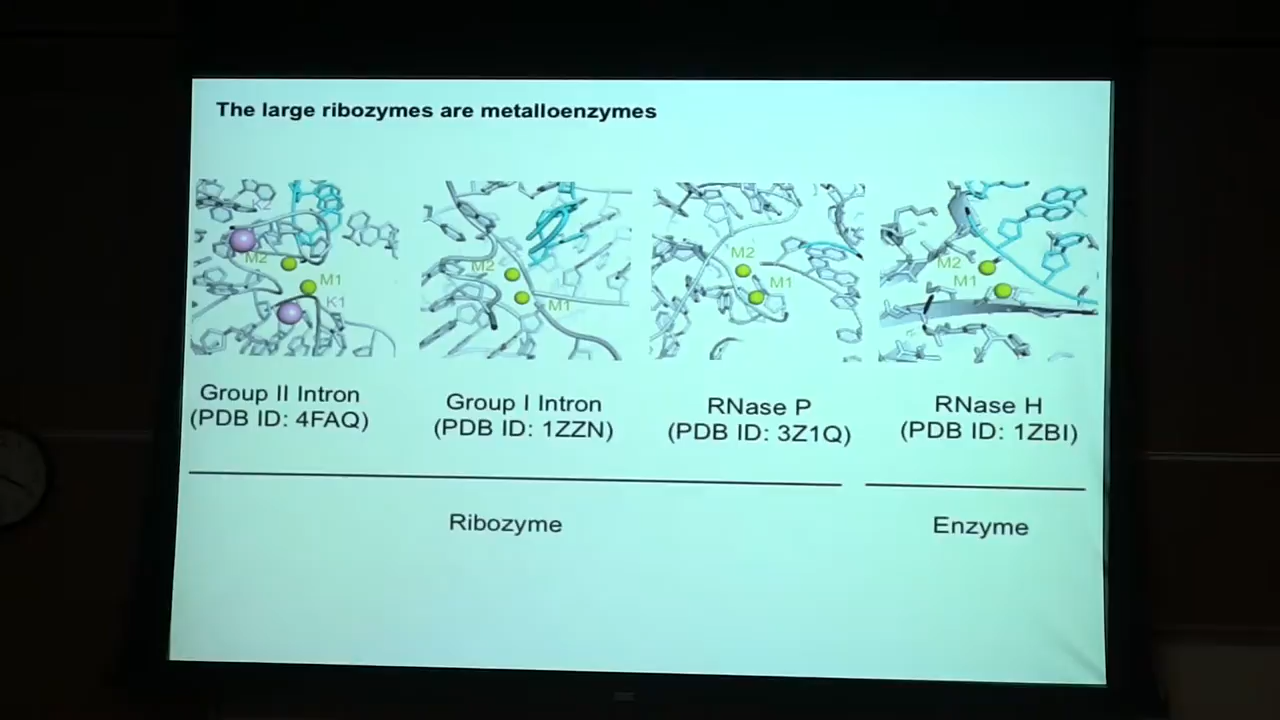 The large ribozymes are metalloenzymes
M2
M1
K1
M2
M1
M2
M1
M2
M1
Group II Intron
(PDB ID: 4FAQ)
Group I Intron
(PDB ID: 1ZZN)
RNase P
(PDB ID: 3Z1Q)
RNase H
(PDB ID: 1ZBI)
Ribozyme
Enzyme